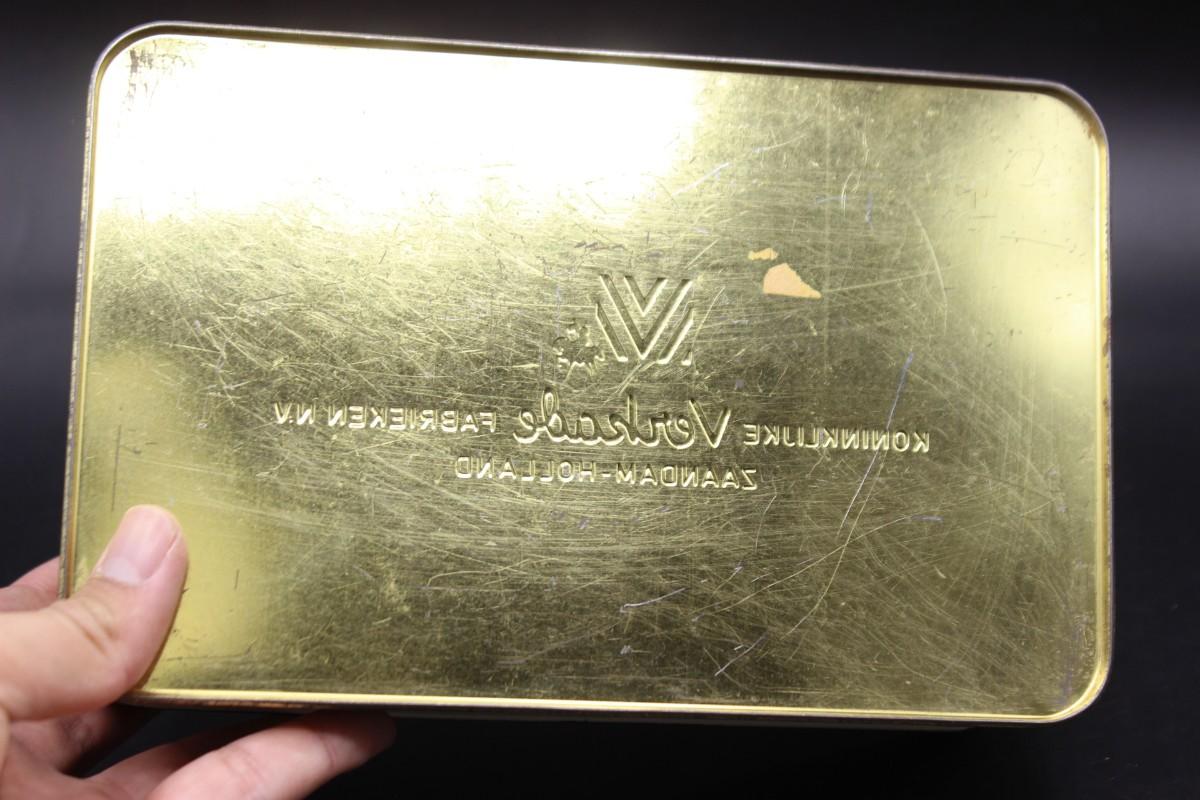 KONINKLIJKE Verkade FABRIEKEN N.V
ZAANDAM-HOLLAND